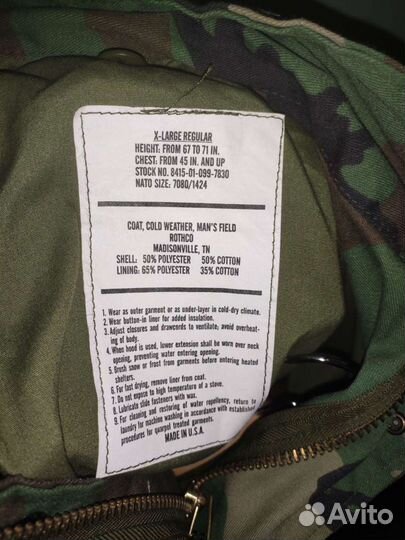 X-LARGE REGULAR
HEIGHT: FROM 67 TO 71 IN.
CHEST: FROM 45 IN. AND UP
STOCK NO. 8415-01-099-7830
NATO SIZE: 7080/1424
COAT, COLD WEATHER, MAN'S FIELD
ROTHCO
MADISONVILLE, TN
SHELL: 50% POLYESTER 50% COTTON
LINING: 65% POLYESTER 35% COTTON
1. Wear as outer garment or as under-layer in cold-dry climate.
2. Wear button-in liner for added insulation.
3. Adjust closures and drawcords to ventilate; avoid overheat-
ing of body.
4. When hood is used, lower extension shall be worn over neck
opening, preventing water entering opening.
5. Brush snow or frost from garments before entering heated
shelters.
6. For fast drying, remove liner from coat.
7. Do not expose to high temperature of a stove.
8. Lubricate slide fasteners with wax.
9. For cleaning and restoring of water repellency, return to
laundry for machine washing in accordance with established
procedures for quarpel treated garments.
MADE IN U.S.A.
Avito